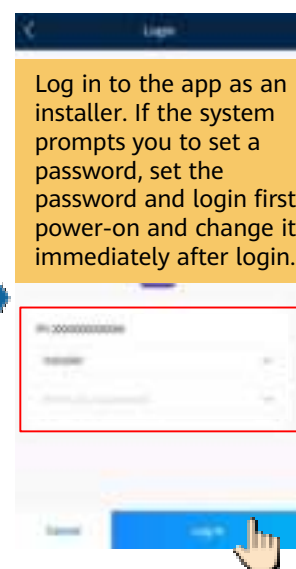 Login
Log in to the app as an
installer. If the system
prompts you to set a
password, set the
password and login first
power-on and change it
immediately after login.
Cancel
Log in